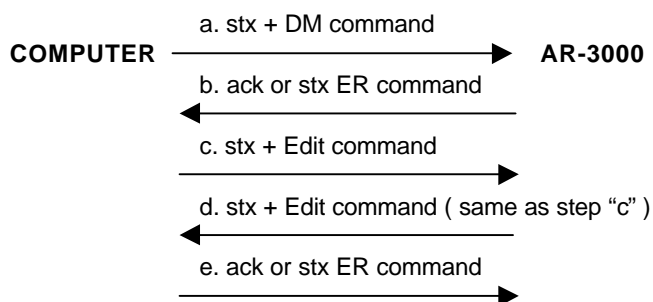 a. stx + DM command
COMPUTER AR-3000
b. ack or stx ER command
c. stx + Edit command
d. stx + Edit command ( same as step “c” )
e. ack or stx ER command